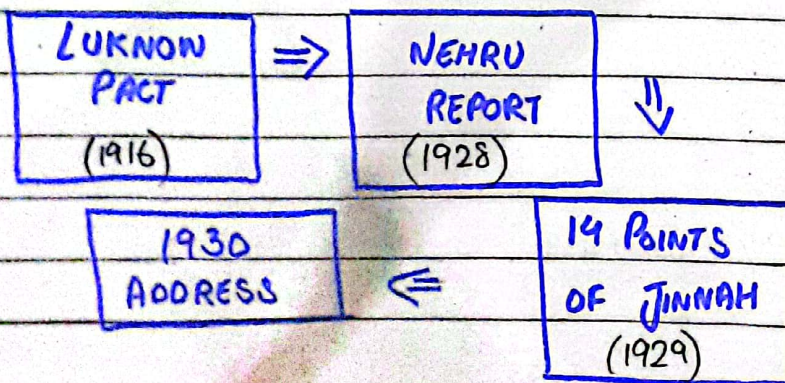 LUKNOW
PACT
(1916)
⇒
NEHRU
REPORT
(1928)
⇓
14 POINTS
OF JINNAH
(1929)
⇐
1930
ADDRESS